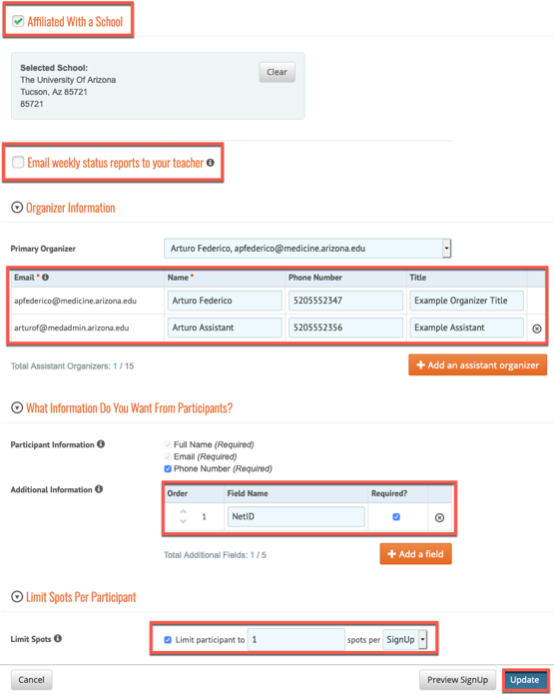 Affiliated With a School
Selected School:
The University Of Arizona
Tucson, Az 85721
85721
Clear
Email weekly status reports to your teacher
Organizer Information
Primary Organizer Arturo Federico, apfederico@medicine.arizona.edu
Email * Name * Phone Number Title
apfederico@medicine.arizona.edu Arturo Federico 5205552347 Example Organizer Title
arturof@medadmin.arizona.edu Arturo Assistant 5205552356 Example Assistant
Total Assistant Organizers: 1 / 15 + Add an assistant organizer
What Information Do You Want From Participants?
Participant Information Full Name (Required)
Email (Required)
Phone Number (Required)
Additional Information Order Field Name Required?
1 NetID
Total Additional Fields: 1 / 5 + Add a field
Limit Spots Per Participant
Limit Spots Limit participant to 1 spots per SignUp
Cancel Preview SignUp Update